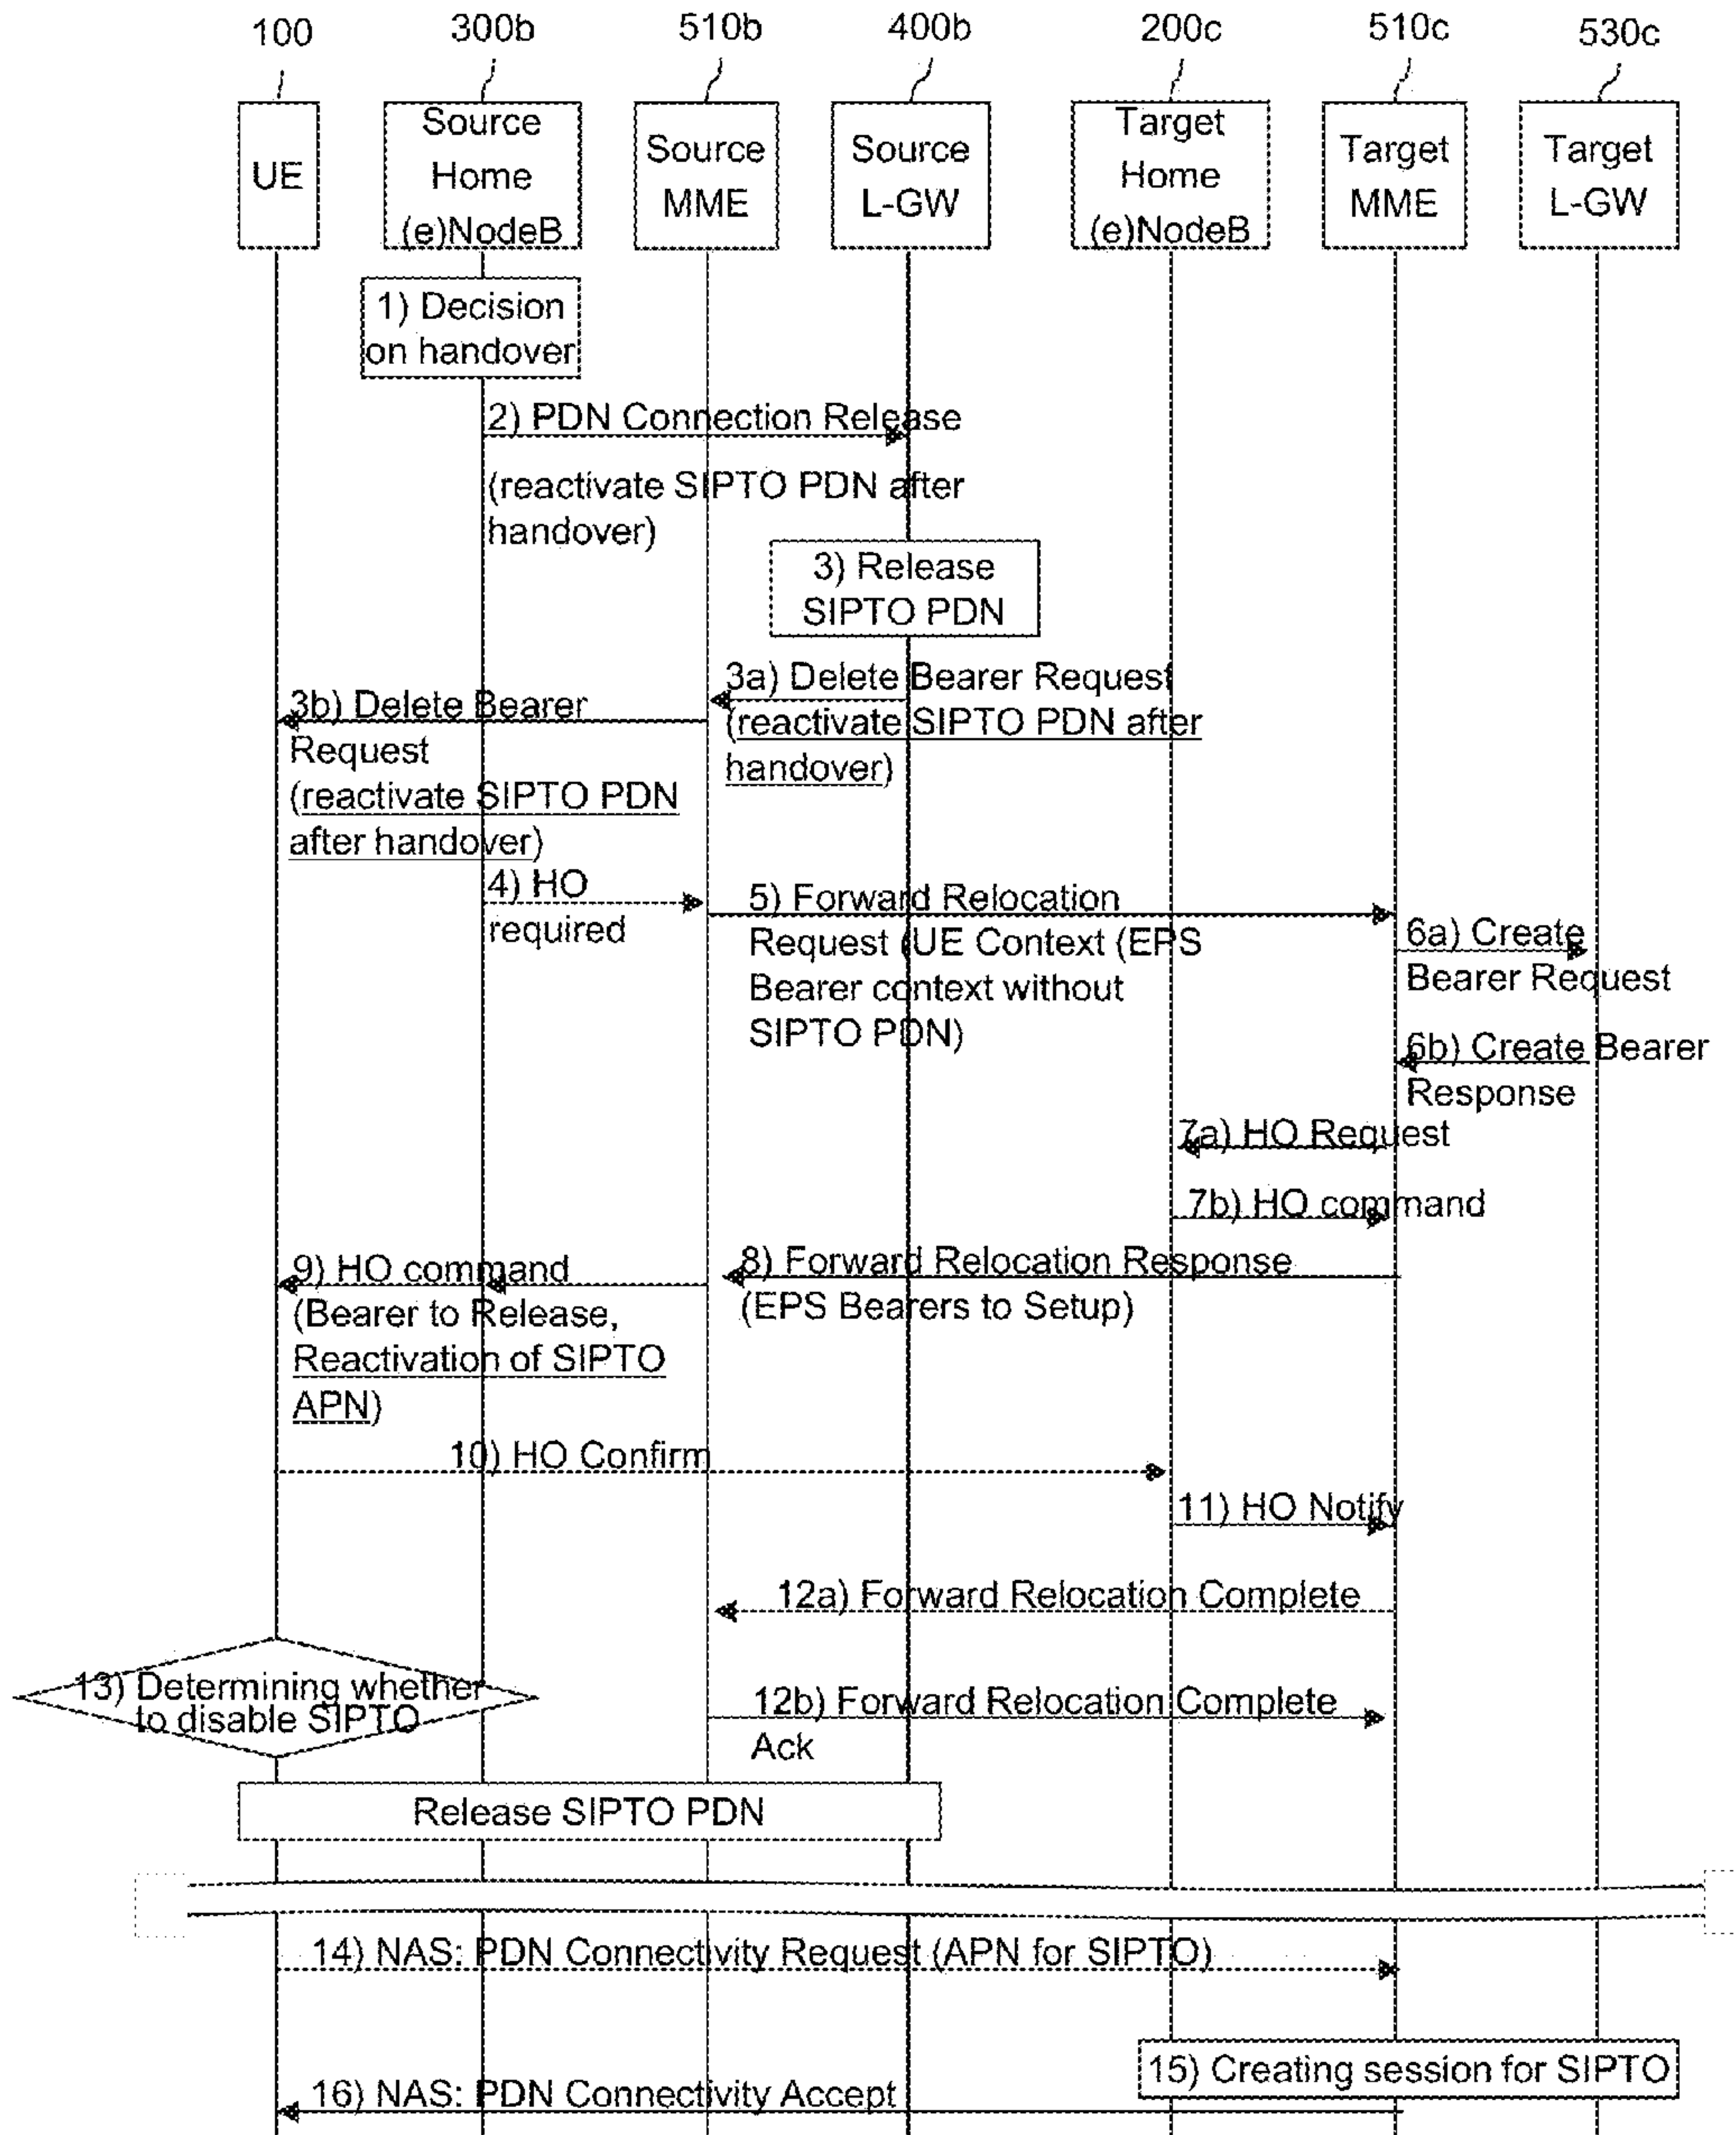 100
300b
510b
400b
200c
510c
530c
UE
Source
Home
(e)NodeB
Source
MME
Source
L-GW
Target
Home
(e)NodeB
Target
MME
Target
L-GW
1) Decision
on handover
2) PDN Connection Release
(reactivate SIPTO PDN after
handover)
3) Release
SIPTO PDN
3a) Delete Bearer Request
(reactivate SIPTO PDN after
handover)
3b) Delete Bearer
Request
(reactivate SIPTO PDN
after handover)
4) HO
required
5) Forward Relocation
Request (UE Context (EPS
Bearer context without
SIPTO PDN)
6a) Create
Bearer Request
6b) Create Bearer
Response
7a) HO Request
7b) HO command
8) Forward Relocation Response
(EPS Bearers to Setup)
9) HO command
(Bearer to Release,
Reactivation of SIPTO
APN)
10) HO Confirm
11) HO Notify
12a) Forward Relocation Complete
13) Determining whether
to disable SIPTO
12b) Forward Relocation Complete
Ack
Release SIPTO PDN
14) NAS: PDN Connectivity Request (APN for SIPTO)
15) Creating session for SIPTO
16) NAS: PDN Connectivity Accept